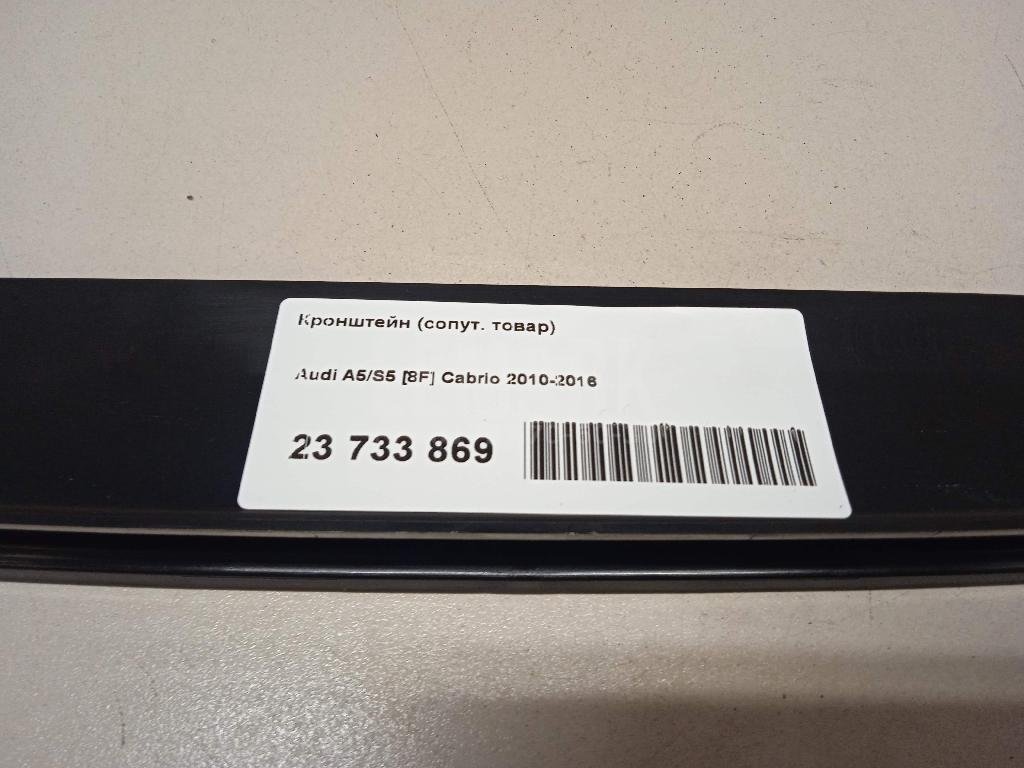 Кронштейн (сопут. товар)
Audi A5/S5 [8F] Cabrio 2010-2016
23 733 869